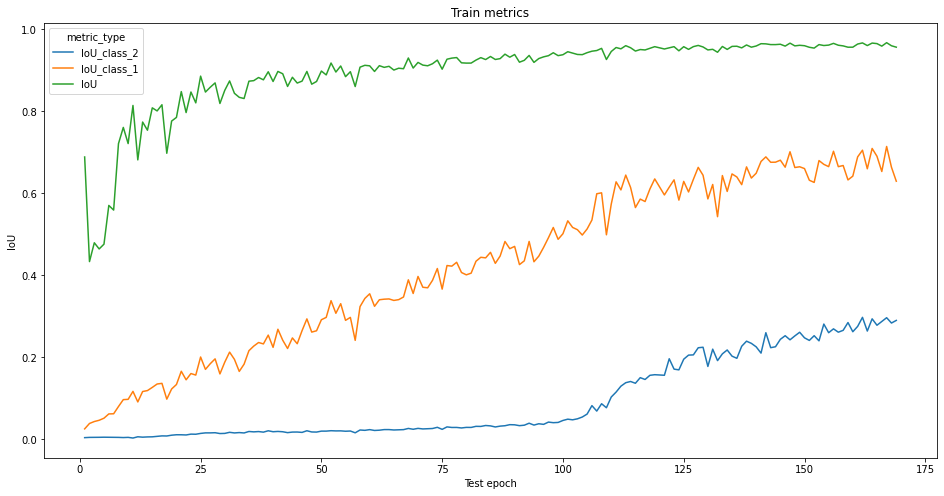 Train metrics
metric_type
IoU_class_2
IoU_class_1
IoU
IoU
1.0
0.8
0.6
0.4
0.2
0.0
0
25
50
75
100
125
150
175
Test epoch